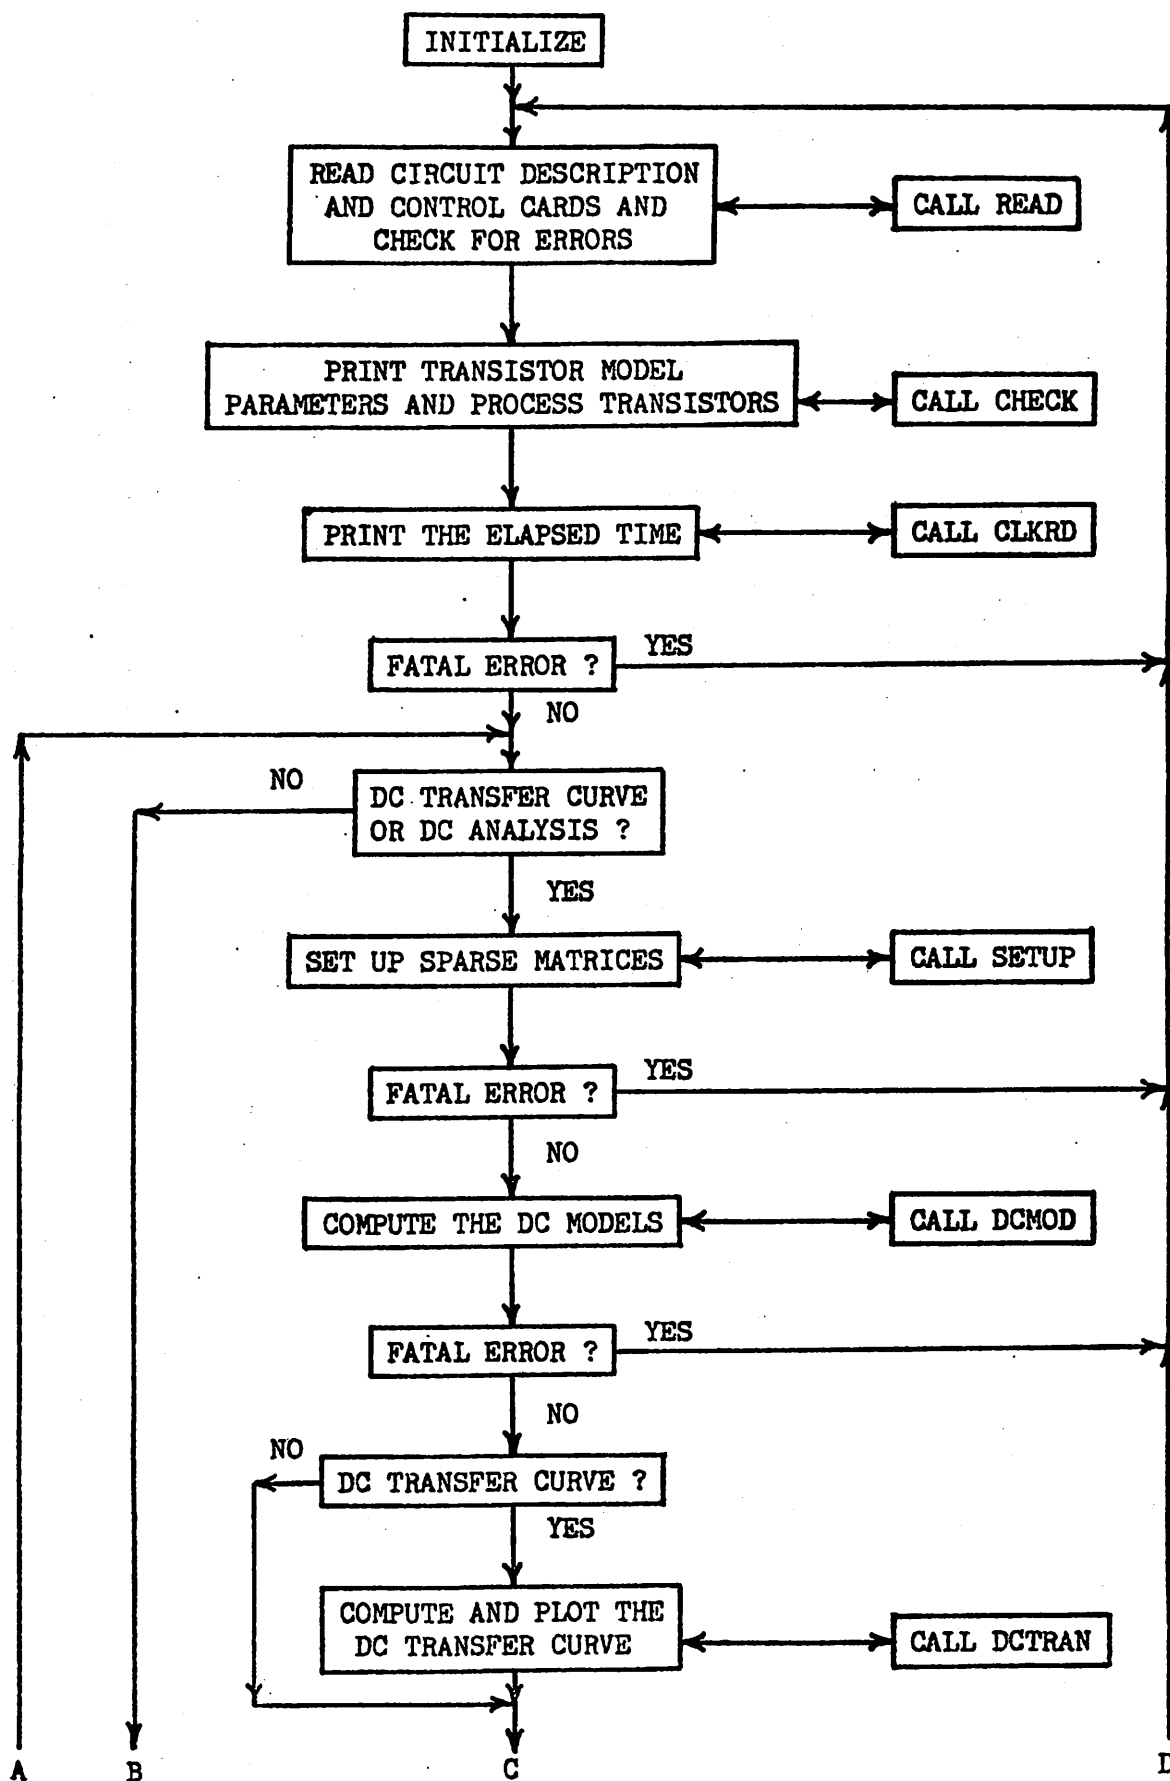 INITIALIZE
READ CIRCUIT DESCRIPTION
AND CONTROL CARDS AND
CHECK FOR ERRORS
CALL READ
PRINT TRANSISTOR MODEL
PARAMETERS AND PROCESS TRANSISTORS
CALL CHECK
PRINT THE ELAPSED TIME
CALL CLKRD
FATAL ERROR ?
YES
NO
NO
DC TRANSFER CURVE
OR DC ANALYSIS ?
YES
SET UP SPARSE MATRICES
CALL SETUP
FATAL ERROR ?
YES
NO
COMPUTE THE DC MODELS
CALL DCMOD
FATAL ERROR ?
YES
NO
NO
DC TRANSFER CURVE ?
YES
COMPUTE AND PLOT THE
DC TRANSFER CURVE
CALL DCTRAN
A
B
C
D